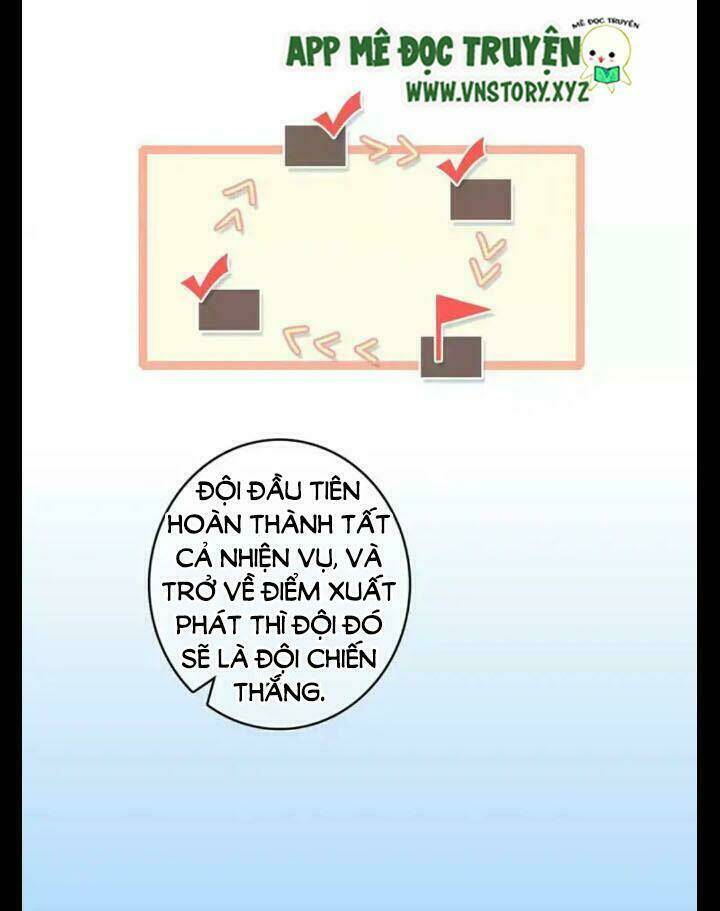 MÊ ĐỌC TRUYỆN
APP MÊ ĐỌC TRUYỆN
WWW.VNSTORY.XYZ
ĐỘI ĐẦU TIÊN
HOÀN THÀNH TẤT
CẢ NHIỆN VỤ, VÀ
TRỞ VỀ ĐIỂM XUẤT
PHÁT THÌ ĐỘI ĐÓ
SẼ LÀ ĐỘI CHIẾN
THẮNG.